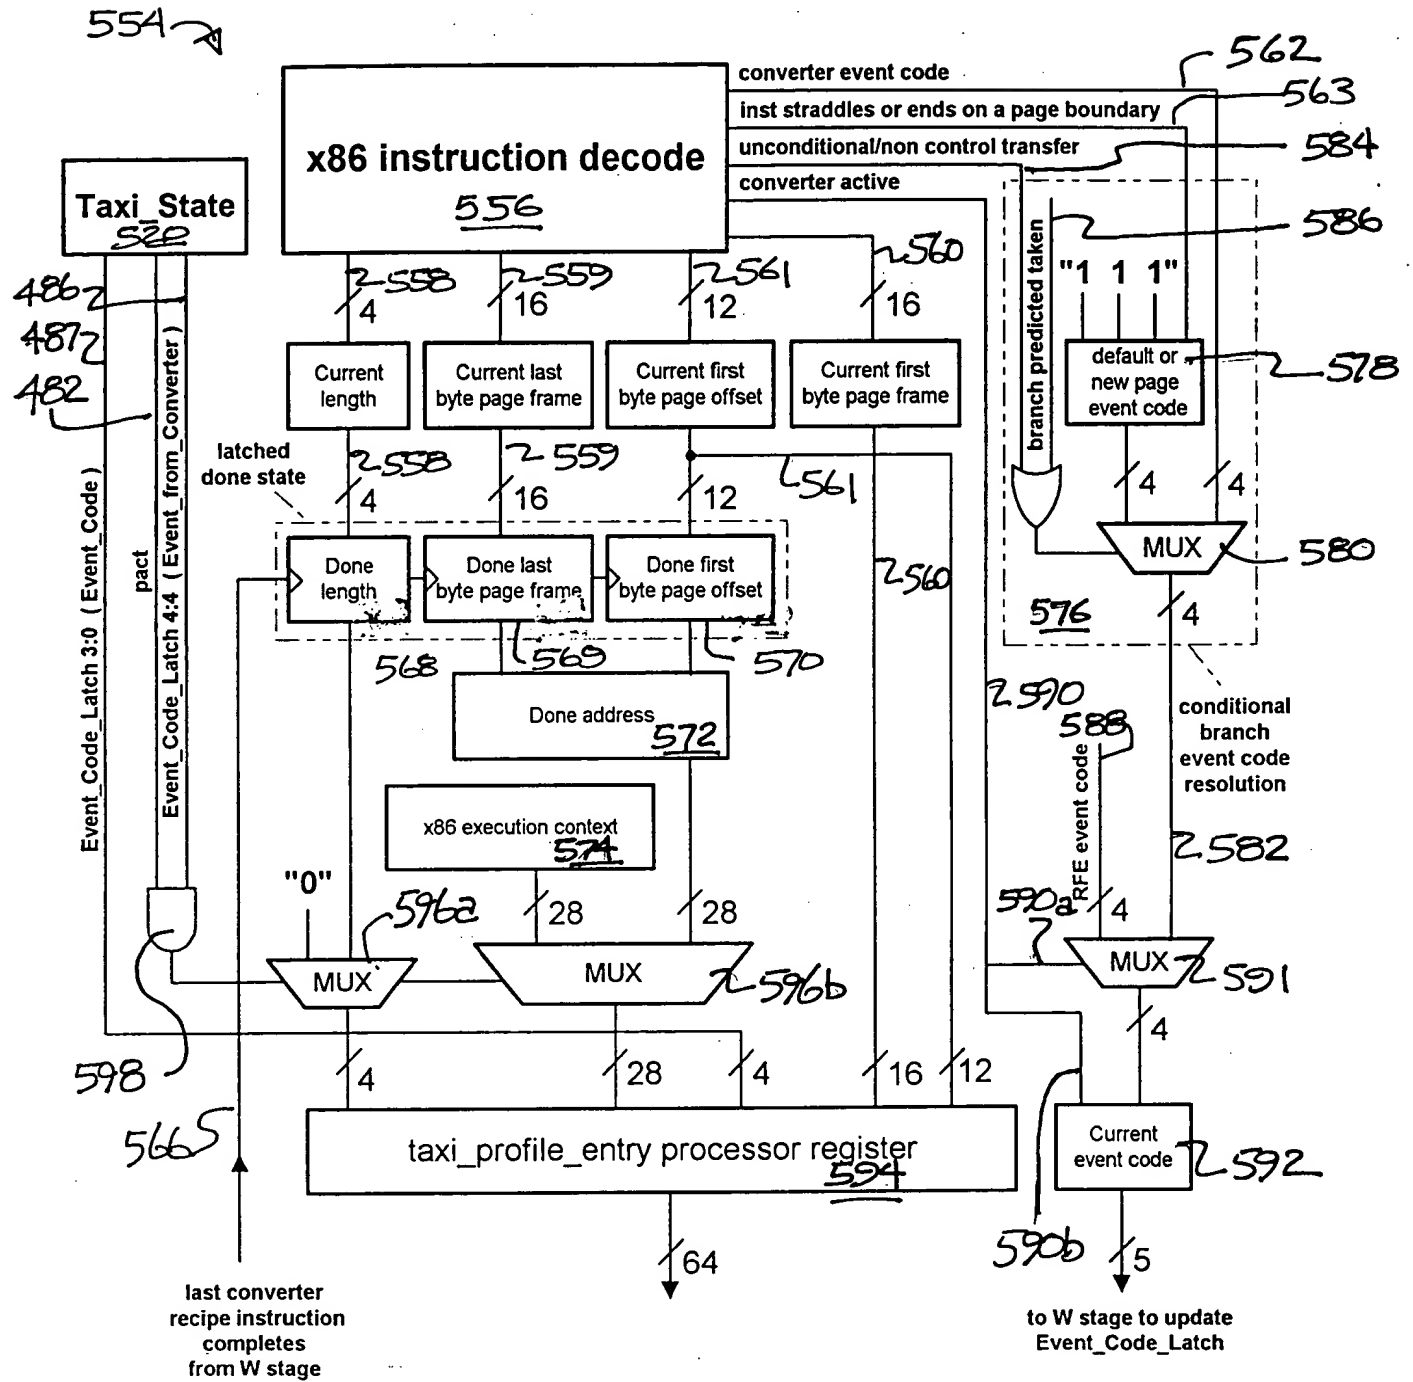 554
converter event code
562
inst straddles or ends on a page boundary
563
x86 instruction decode
556
unconditional/non control transfer
584
converter active
Taxi_State
520
586
branch predicted taken
"1 1 1"
486
487
482
558
4
559
16
561
12
560
16
default or
new page
event code
578
Current
length
Current last
byte page frame
Current first
byte page offset
Current first
byte page frame
latched
done state
558
4
559
16
561
12
4
4
MUX
580
Done
length
Done last
byte page frame
Done first
byte page offset
560
576
4
568
569
570
Event_Code_Latch 3:0 ( Event_Code )
pact
Event_Code_Latch 4:4 ( Event_from_Converter )
Done address
572
590
588
conditional
branch
event code
resolution
x86 execution context
574
RFE event code
582
"0"
596a
28
28
590a
4
MUX
MUX
596b
MUX
591
4
598
4
28
4
16
12
566
taxi_profile_entry processor register
594
Current
event code
592
590b
64
5
last converter
recipe instruction
completes
from W stage
to W stage to update
Event_Code_Latch